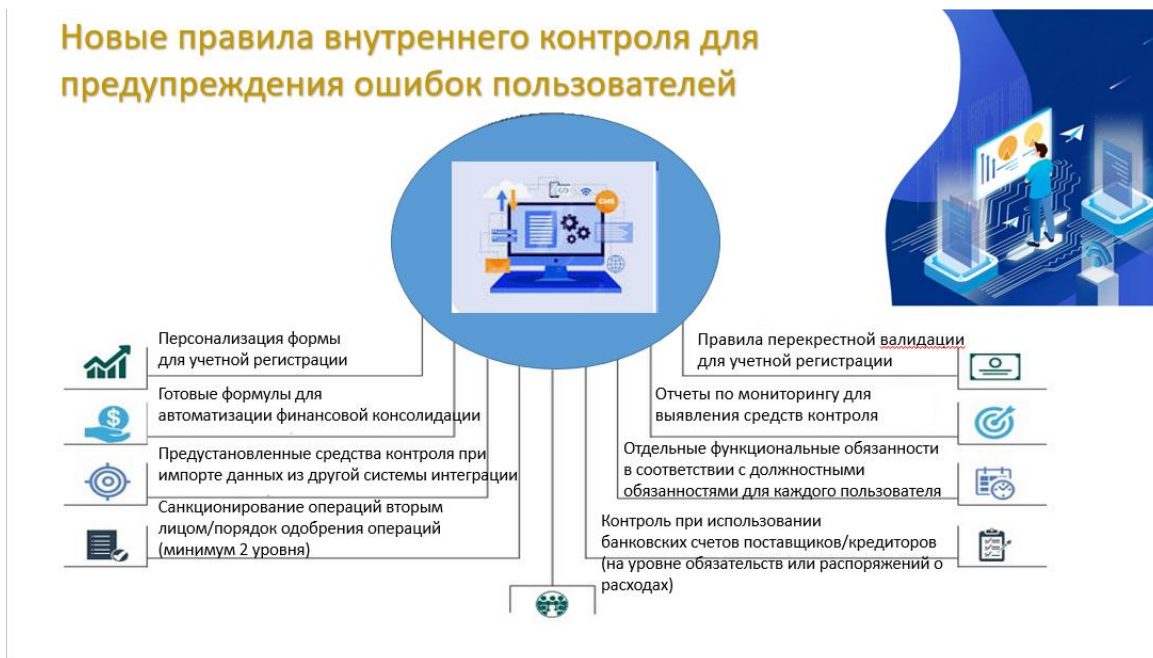 Новые правила внутреннего контроля для
предупреждения ошибок пользователей
CMS
Персонализация формы
для учетной регистрации
Готовые формулы для
автоматизации финансовой консолидации
Предустановленные средства контроля при
импорте данных из другой системы интеграции
Санкционирование операций вторым
лицом/порядок одобрения операций
(минимум 2 уровня)
Правила перекрестной валидации
для учетной регистрации
Отчеты по мониторингу для
выявления средств контроля
Отдельные функциональные обязанности
в соответствии с должностными
обязанностями для каждого пользователя
Контроль при использовании
банковских счетов поставщиков/кредиторов
(на уровне обязательств или распоряжений о
расходах)